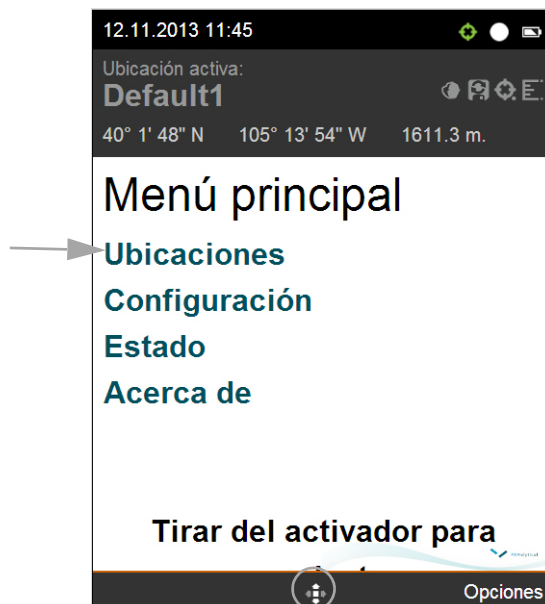 12.11.2013 11:45
Ubicación activa:
Default1
40° 1' 48" N 105° 13' 54" W 1611.3 m.
Menú principal
Ubicaciones
Configuración
Estado
Acerca de
Tirar del activador para
Opciones